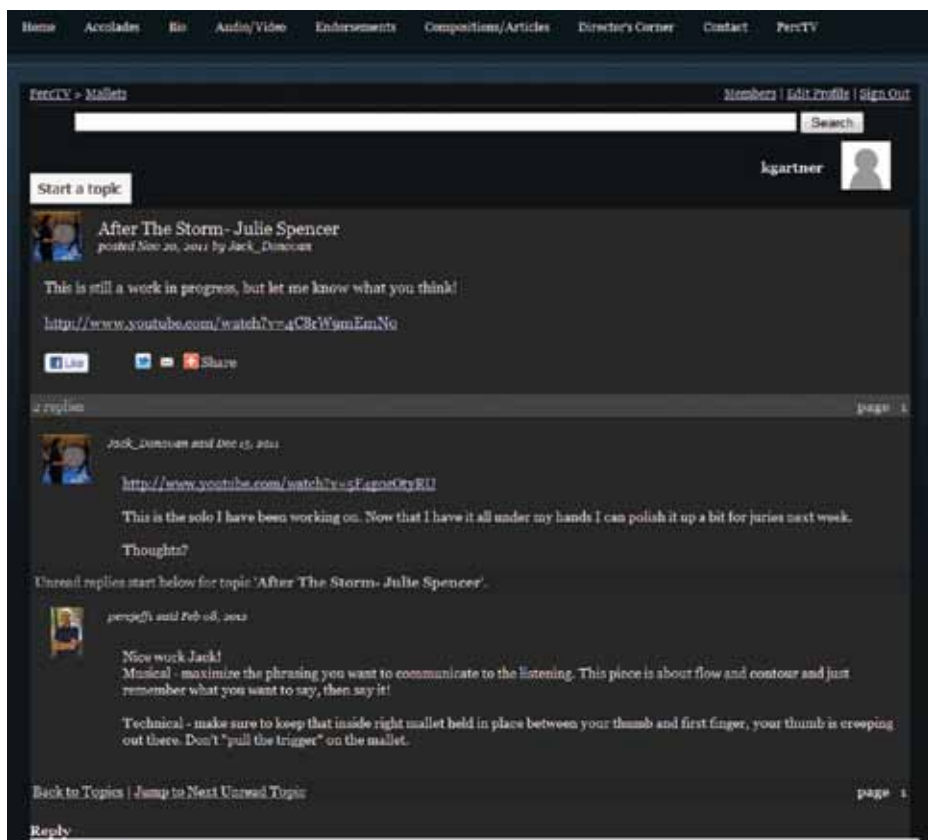 Home Accolades Bio Audio/Video Endorsements Compositions/Articles Director's Corner Contact PercTV
PercTV > Mallets Members | Edit Profile | Sign Out
Search
kgartner
Start a topic
After The Storm- Julie Spencer
posted Nov 20, 2011 by Jack_Donovan
This is still a work in progress, but let me know what you think!
http://www.youtube.com/watch?v=4C8rW9mEmNo
Like Share
2 replies page 1
Jack_Donovan said Dec 15, 2011
This is the solo I have been working on. Now that I have it all under my hands I can polish it up a bit for juries next week.
Thoughts?
Unread replies start below for topic 'After The Storm- Julie Spencer'.
said Feb 08, 2012
Nice work Jack!
Musical - maximize the phrasing you want to communicate to the listening. This piece is about flow and contour and just
remember what you want to say, then say it!
Technical - make sure to keep that inside right mallet held in place between your thumb and first finger, your thumb is creeping
out there. Don't "pull the trigger" on the mallet.
Back to Topics | Jump to Next Unread Topic page 1
Reply